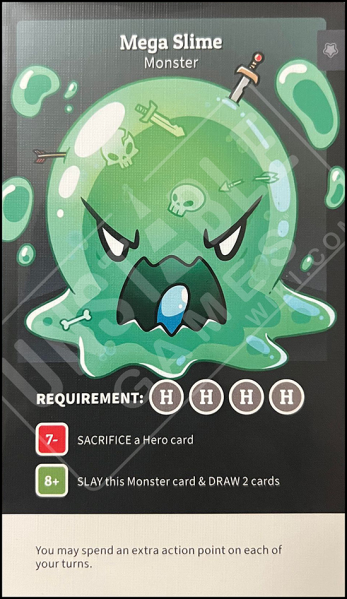 Mega Slime
Monster
REQUIREMENT: H H H H
7- SACRIFICE a Hero card
8+ SLAY this Monster card & DRAW 2 cards
You may spend an extra action point on each of
your turns.